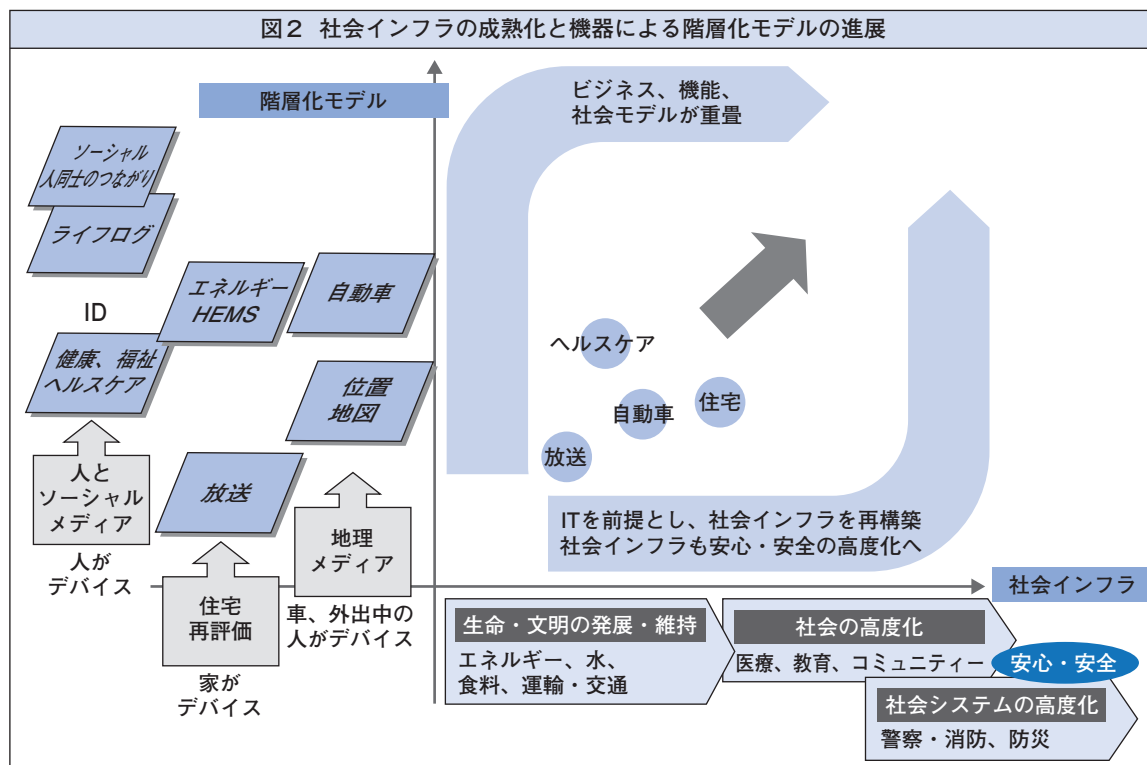 図2 社会インフラの成熟化と機器による階層化モデルの進展
階層化モデル
ビジネス、機能、
社会モデルが重畳
ソーシャル
人同士のつながり
ライフログ
エネルギー
HEMS
自動車
ID
健康、福祉
ヘルスケア
位置
地図
放送
人と
ソーシャル
メディア
人が
デバイス
住宅
再評価
家が
デバイス
地理
メディア
車、外出中の
人がデバイス
ヘルスケア
自動車
住宅
放送
ITを前提とし、社会インフラを再構築
社会インフラも安心・安全の高度化へ
社会インフラ
生命・文明の発展・維持
エネルギー、水、
食料、運輸・交通
社会の高度化
医療、教育、コミュニティー
安心・安全
社会システムの高度化
警察・消防、防災